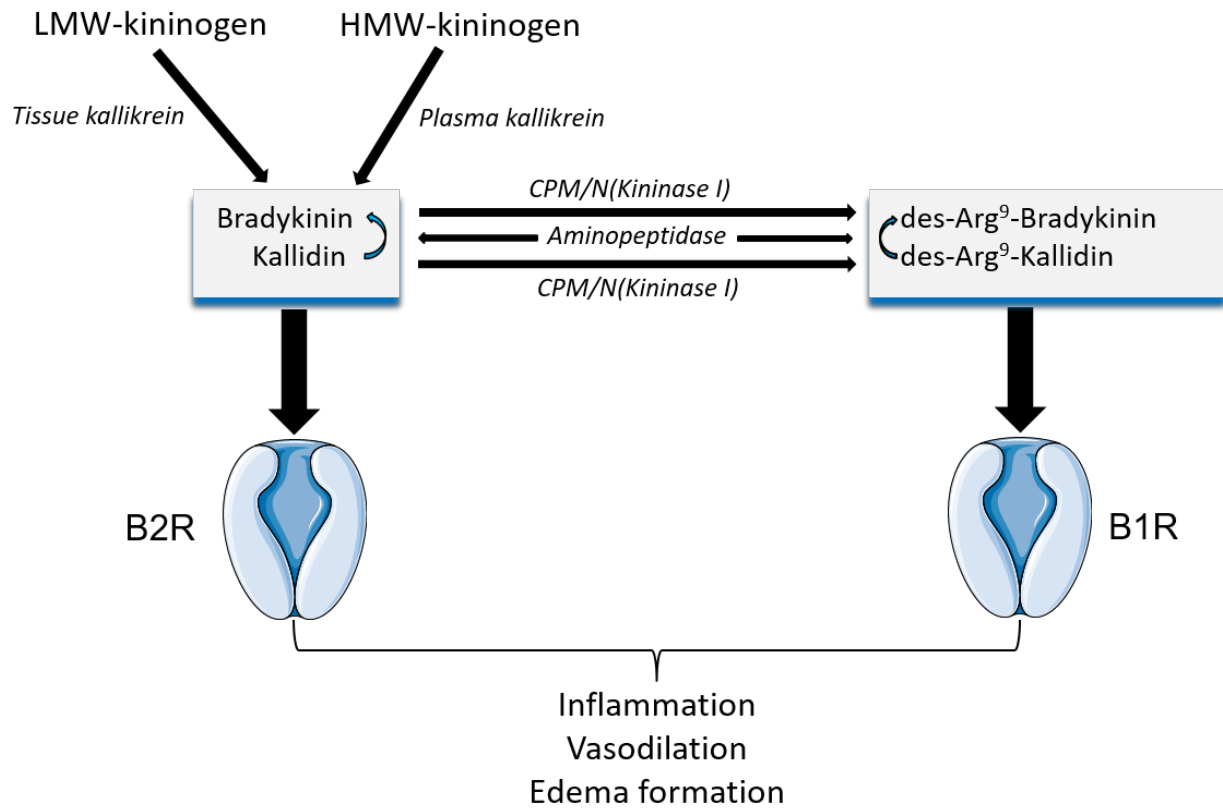 LMW-kininogen
HMW-kininogen
Tissue kallikrein
Plasma kallikrein
CPM/N(Kininase I)
Bradykinin
Kallidin
Aminopeptidase
des-Arg⁹-Bradykinin
des-Arg⁹-Kallidin
CPM/N(Kininase I)
B2R
B1R
Inflammation
Vasodilation
Edema formation